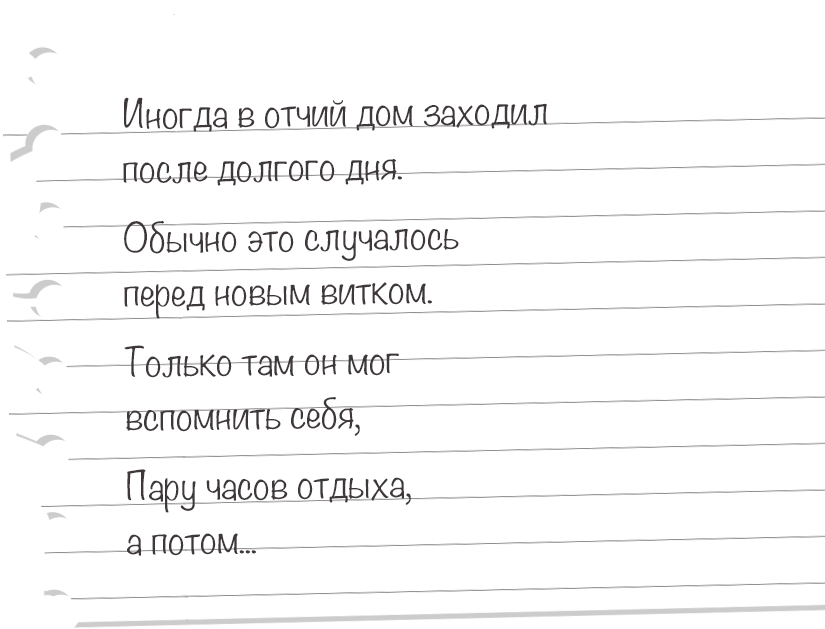 Иногда в отчий дом заходил
после долгого дня.
Обычно это случалось
перед новым витком.
Только там он мог
вспомнить себя,
Пару часов отдыха,
а потом...